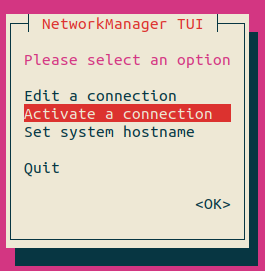 NetworkManager TUI
Please select an option
Edit a connection
Activate a connection
Set system hostname
Quit
<OK>